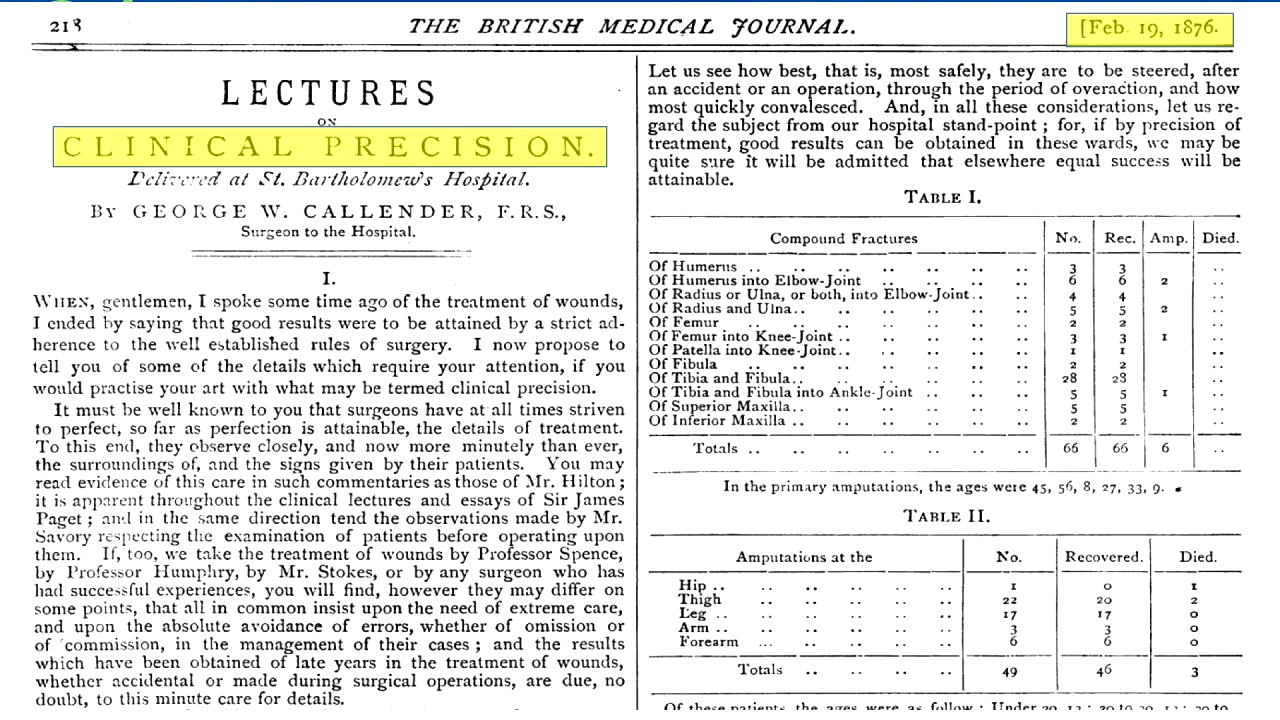 218
THE BRITISH MEDICAL JOURNAL.
[Feb. 19, 1876.
LECTURES
ON
CLINICAL PRECISION.
Delivered at St. Bartholomew's Hospital.
BY GEORGE W. CALLENDER, F.R.S.,
Surgeon to the Hospital.
I.
WHEN, gentlemen, I spoke some time ago of the treatment of wounds,
I ended by saying that good results were to be attained by a strict ad-
herence to the well established rules of surgery. I now propose to
tell you of some of the details which require your attention, if you
would practise your art with what may be termed clinical precision.
It must be well known to you that surgeons have at all times striven
to perfect, so far as perfection is attainable, the details of treatment.
To this end, they observe closely, and now more minutely than ever,
the surroundings of, and the signs given by their patients. You may
read evidence of this care in such commentaries as those of Mr. Hilton;
it is apparent throughout the clinical lectures and essays of Sir James
Paget; and in the same direction tend the observations made by Mr.
Savory respecting the examination of patients before operating upon
them. If, too, we take the treatment of wounds by Professor Spence,
by Professor Humphry, by Mr. Stokes, or by any surgeon who has
had successful experiences, you will find, however they may differ on
some points, that all in common insist upon the need of extreme care,
and upon the absolute avoidance of errors, whether of omission or
of commission, in the management of their cases; and the results
which have been obtained of late years in the treatment of wounds,
whether accidental or made during surgical operations, are due, no
doubt, to this minute care for details.
Let us see how best, that is, most safely, they are to be steered, after
an accident or an operation, through the period of overaction, and how
most quickly convalesced. And, in all these considerations, let us re-
gard the subject from our hospital stand-point; for, if by precision of
treatment, good results can be obtained in these wards, we may be
quite sure it will be admitted that elsewhere equal success will be
attainable.
TABLE I.
Compound Fractures No. Rec. Amp. Died.
Of Humerus .. .. .. .. .. .. .. 3 3 ..
Of Humerus into Elbow-Joint .. .. .. .. 6 6 2 ..
Of Radius or Ulna, or both, into Elbow-Joint.. .. 4 4 ..
Of Radius and Ulna.. .. .. .. .. .. 5 5 2 ..
Of Femur .. .. .. .. .. .. .. 2 2 ..
Of Femur into Knee-Joint .. .. .. .. .. 3 3 1 ..
Of Patella into Knee-Joint.. .. .. .. .. 1 1 ..
Of Fibula .. .. .. .. .. .. .. 2 2 ..
Of Tibia and Fibula.. .. .. .. .. .. 28 28 ..
Of Tibia and Fibula into Ankle-Joint .. .. .. 5 5 1 ..
Of Superior Maxilla.. .. .. .. .. .. 5 5 ..
Of Inferior Maxilla .. .. .. .. .. .. 2 2 ..
Totals .. .. .. .. .. .. .. 66 66 6 ..
In the primary amputations, the ages were 45, 56, 8, 27, 33, 9.
TABLE II.
Amputations at the No. Recovered. Died.
Hip .. .. .. .. .. .. 1 0 1
Thigh .. .. .. .. .. 22 20 2
Leg .. .. .. .. .. .. 17 17 0
Arm .. .. .. .. .. .. 3 3 0
Forearm ... .. .. .. .. 6 6 0
Totals .. .. .. .. 49 46 3
Of these patients, the ages were as follow: Under 20,